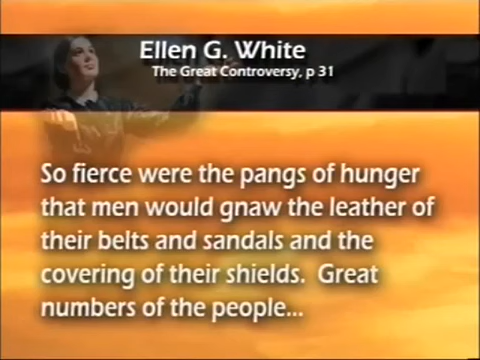 Ellen G. White
The Great Controversy, p 31
So fierce were the pangs of hunger
that men would gnaw the leather of
their belts and sandals and the
covering of their shields.  Great
numbers of the people...